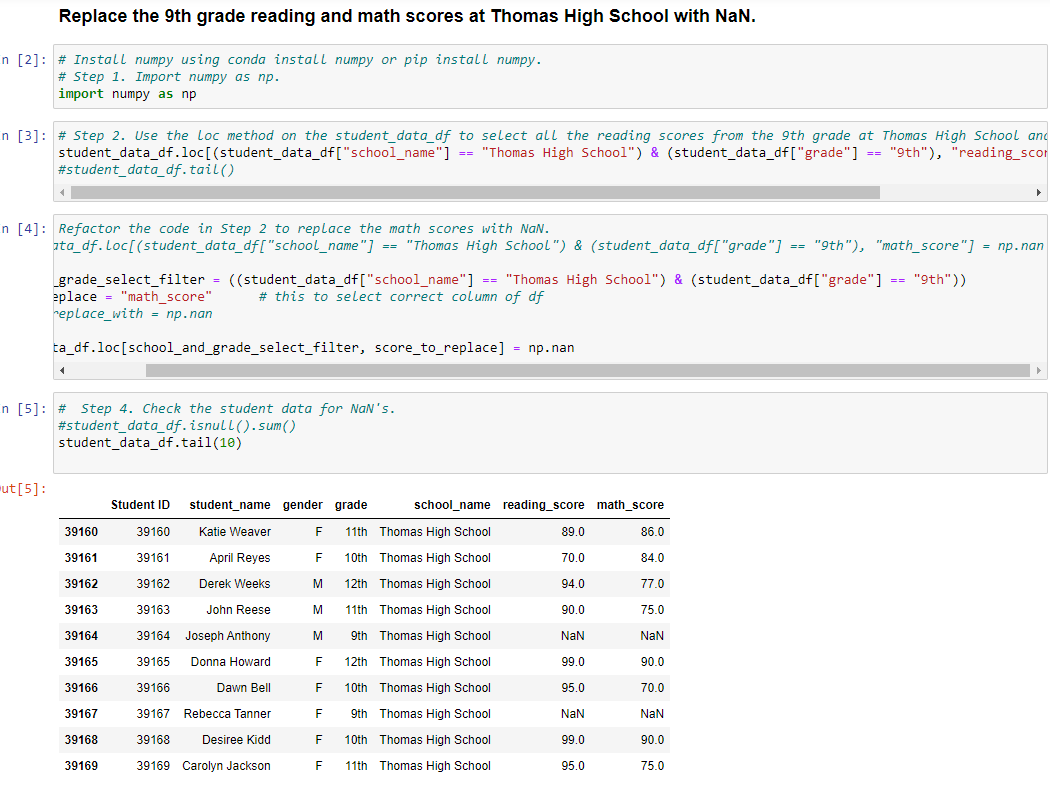 Replace the 9th grade reading and math scores at Thomas High School with NaN.
n [2]: # Install numpy using conda install numpy or pip install numpy.
# Step 1. Import numpy as np.
import numpy as np
n [3]: # Step 2. Use the loc method on the student_data_df to select all the reading scores from the 9th grade at Thomas High School and
student_data_df.loc[(student_data_df["school_name"] == "Thomas High School") & (student_data_df["grade"] == "9th"), "reading_scor
#student_data_df.tail()
n [4]: Refactor the code in Step 2 to replace the math scores with NaN.
ata_df.loc[(student_data_df["school_name"] == "Thomas High School") & (student_data_df["grade"] == "9th"), "math_score"] = np.nan
_grade_select_filter = ((student_data_df["school_name"] == "Thomas High School") & (student_data_df["grade"] == "9th"))
eplace = "math_score" # this to select correct column of df
replace_with = np.nan
ta_df.loc[school_and_grade_select_filter, score_to_replace] = np.nan
n [5]: # Step 4. Check the student data for NaN's.
#student_data_df.isnull().sum()
student_data_df.tail(10)
ut[5]:
Student ID student_name gender grade school_name reading_score math_score
39160 39160 Katie Weaver F 11th Thomas High School 89.0 86.0
39161 39161 April Reyes F 10th Thomas High School 70.0 84.0
39162 39162 Derek Weeks M 12th Thomas High School 94.0 77.0
39163 39163 John Reese M 11th Thomas High School 90.0 75.0
39164 39164 Joseph Anthony M 9th Thomas High School NaN NaN
39165 39165 Donna Howard F 12th Thomas High School 99.0 90.0
39166 39166 Dawn Bell F 10th Thomas High School 95.0 70.0
39167 39167 Rebecca Tanner F 9th Thomas High School NaN NaN
39168 39168 Desiree Kidd F 10th Thomas High School 99.0 90.0
39169 39169 Carolyn Jackson F 11th Thomas High School 95.0 75.0